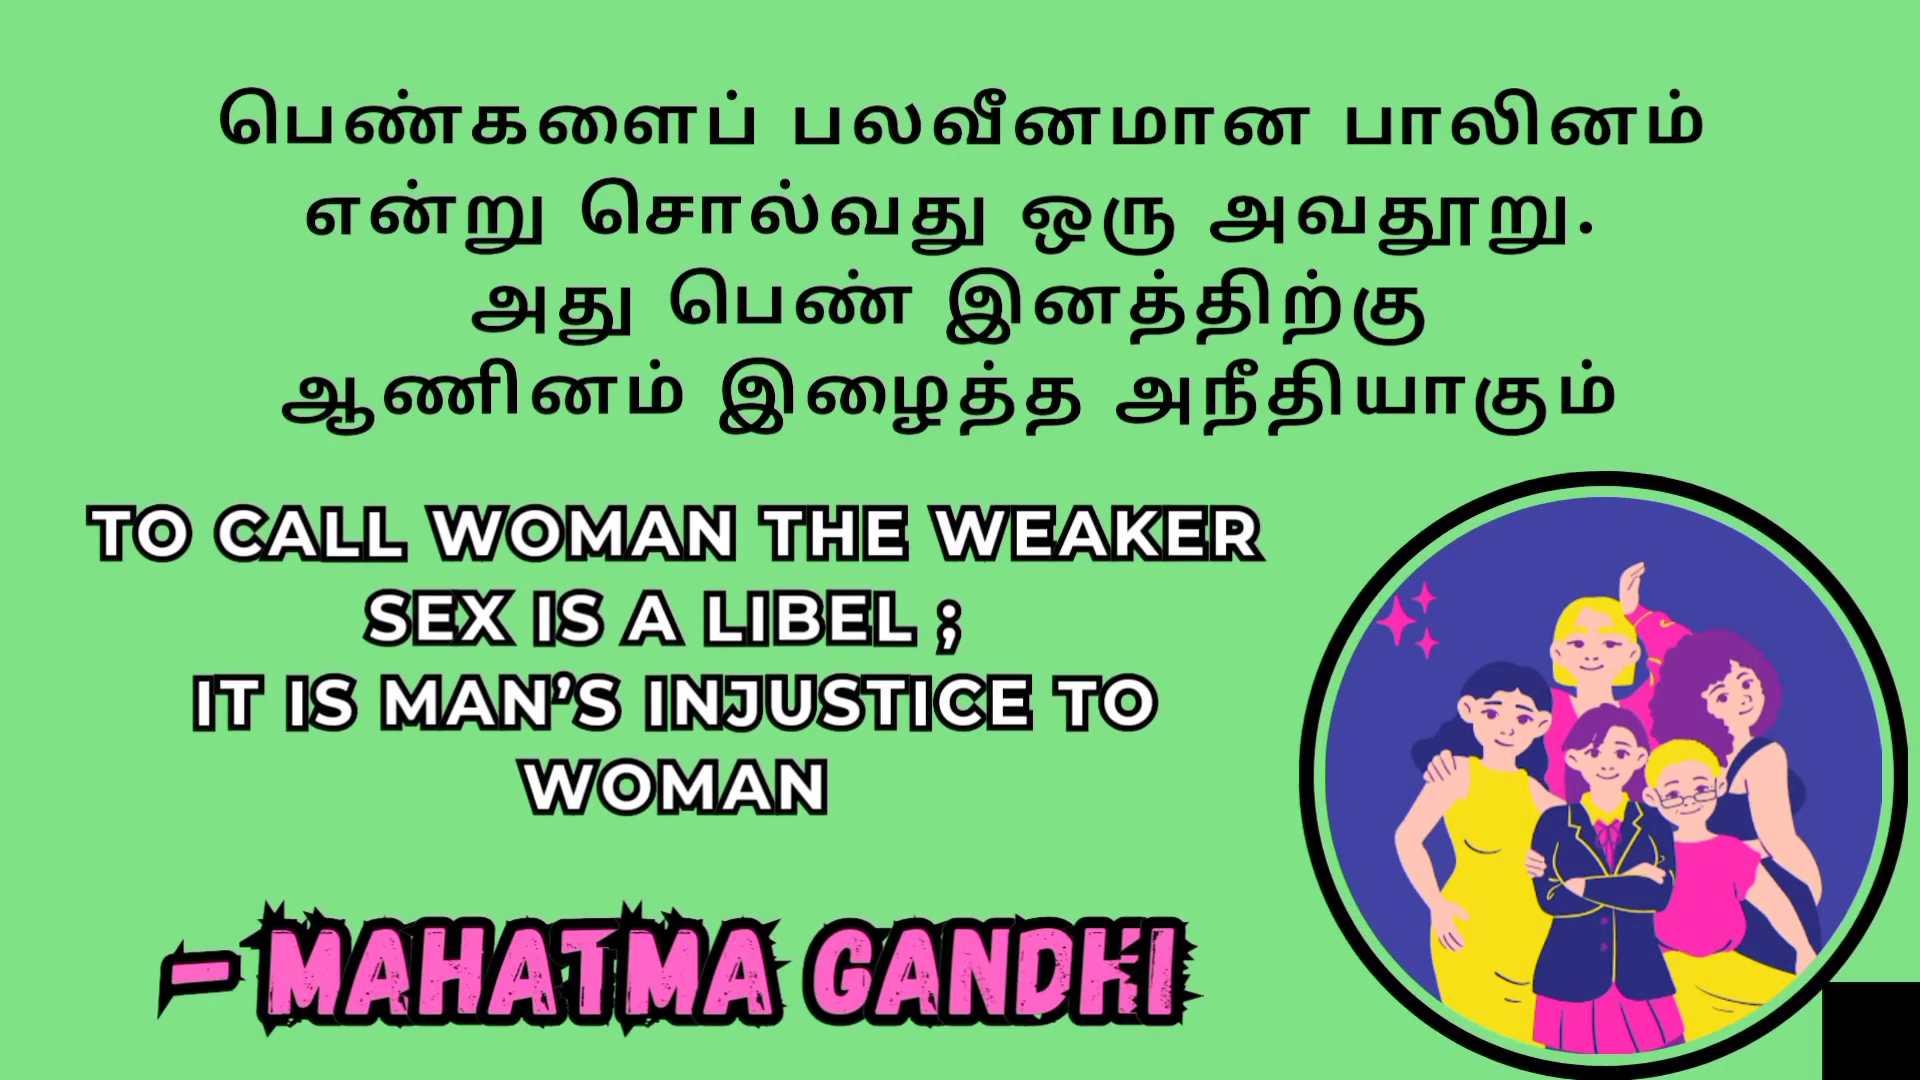 பெண்களைப் பலவீனமான பாலினம்
என்று சொல்வது ஒரு அவதூறு.
அது பெண் இனத்திற்கு
ஆணினம் இழைத்த அநீதியாகும்
TO CALL WOMAN THE WEAKER
SEX IS A LIBEL ;
IT IS MAN’S INJUSTICE TO
WOMAN
- MAHATMA GANDHI